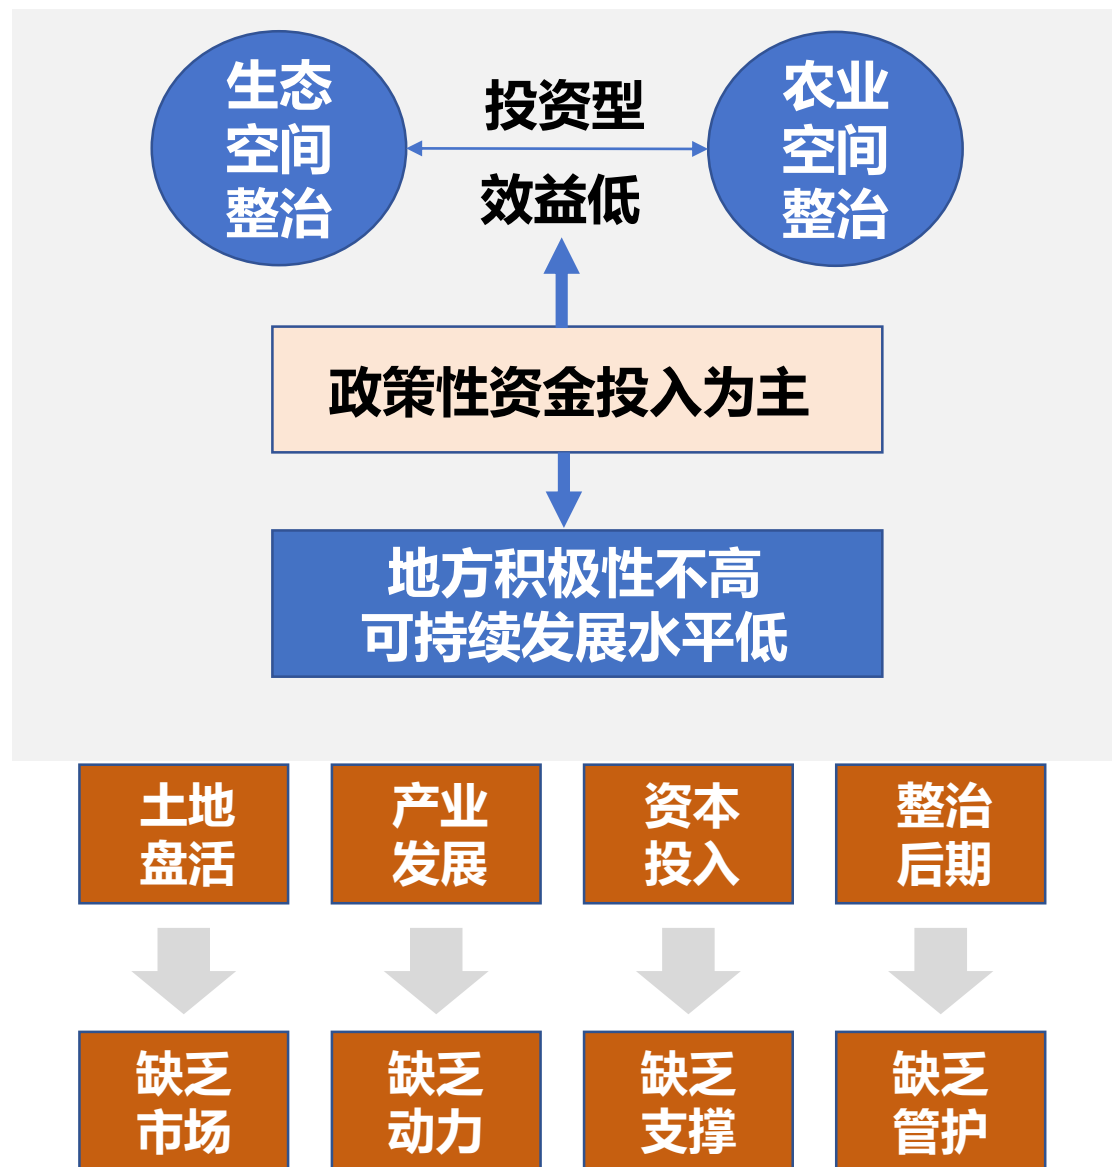 生态
空间
整治
投资型
效益低
农业
空间
整治
政策性资金投入为主
地方积极性不高
可持续发展水平低
土地
盘活
产业
发展
资本
投入
整治
后期
缺乏
市场
缺乏
动力
缺乏
支撑
缺乏
管护